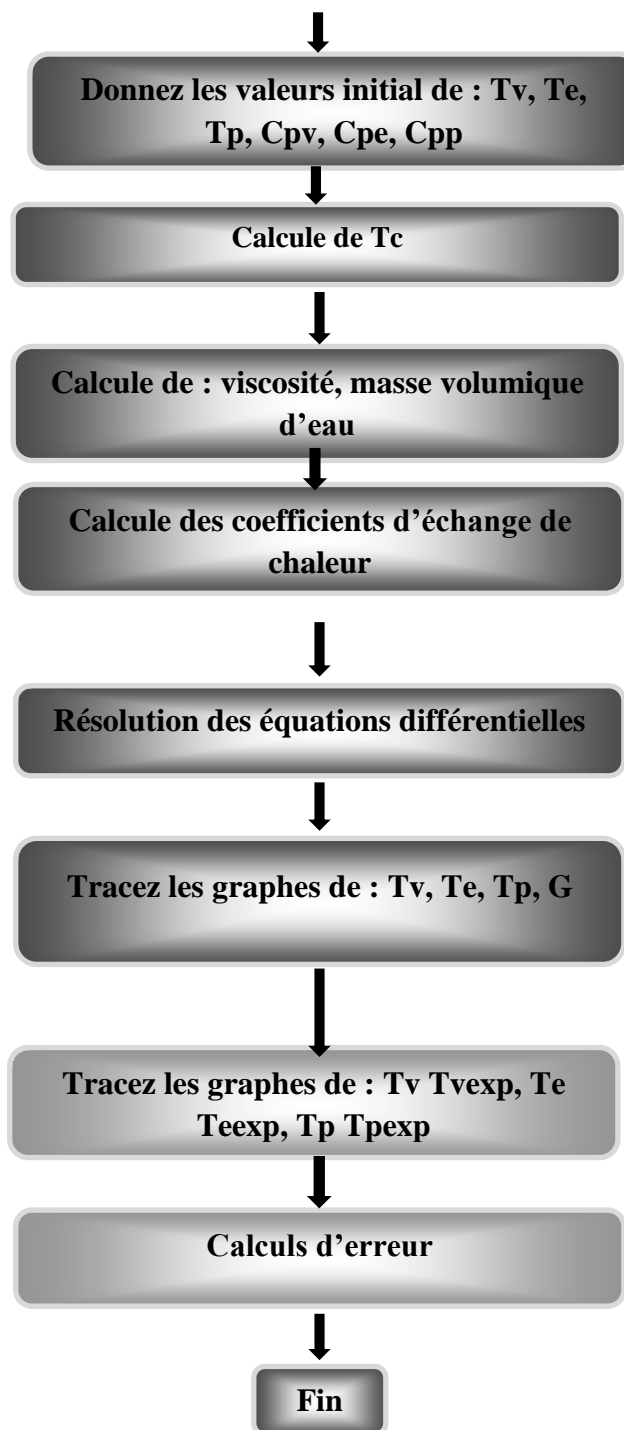 Donnez les valeurs initial de : Tv, Te,
Tp, Cpv, Cpe, Cpp
Calcule de Tc
Calcule de : viscosité, masse volumique
d’eau
Calcule des coefficients d’échange de
chaleur
Résolution des équations différentielles
Tracez les graphes de : Tv, Te, Tp, G
Tracez les graphes de : Tv Tvexp, Te
Teexp, Tp Tpexp
Calculs d’erreur
Fin